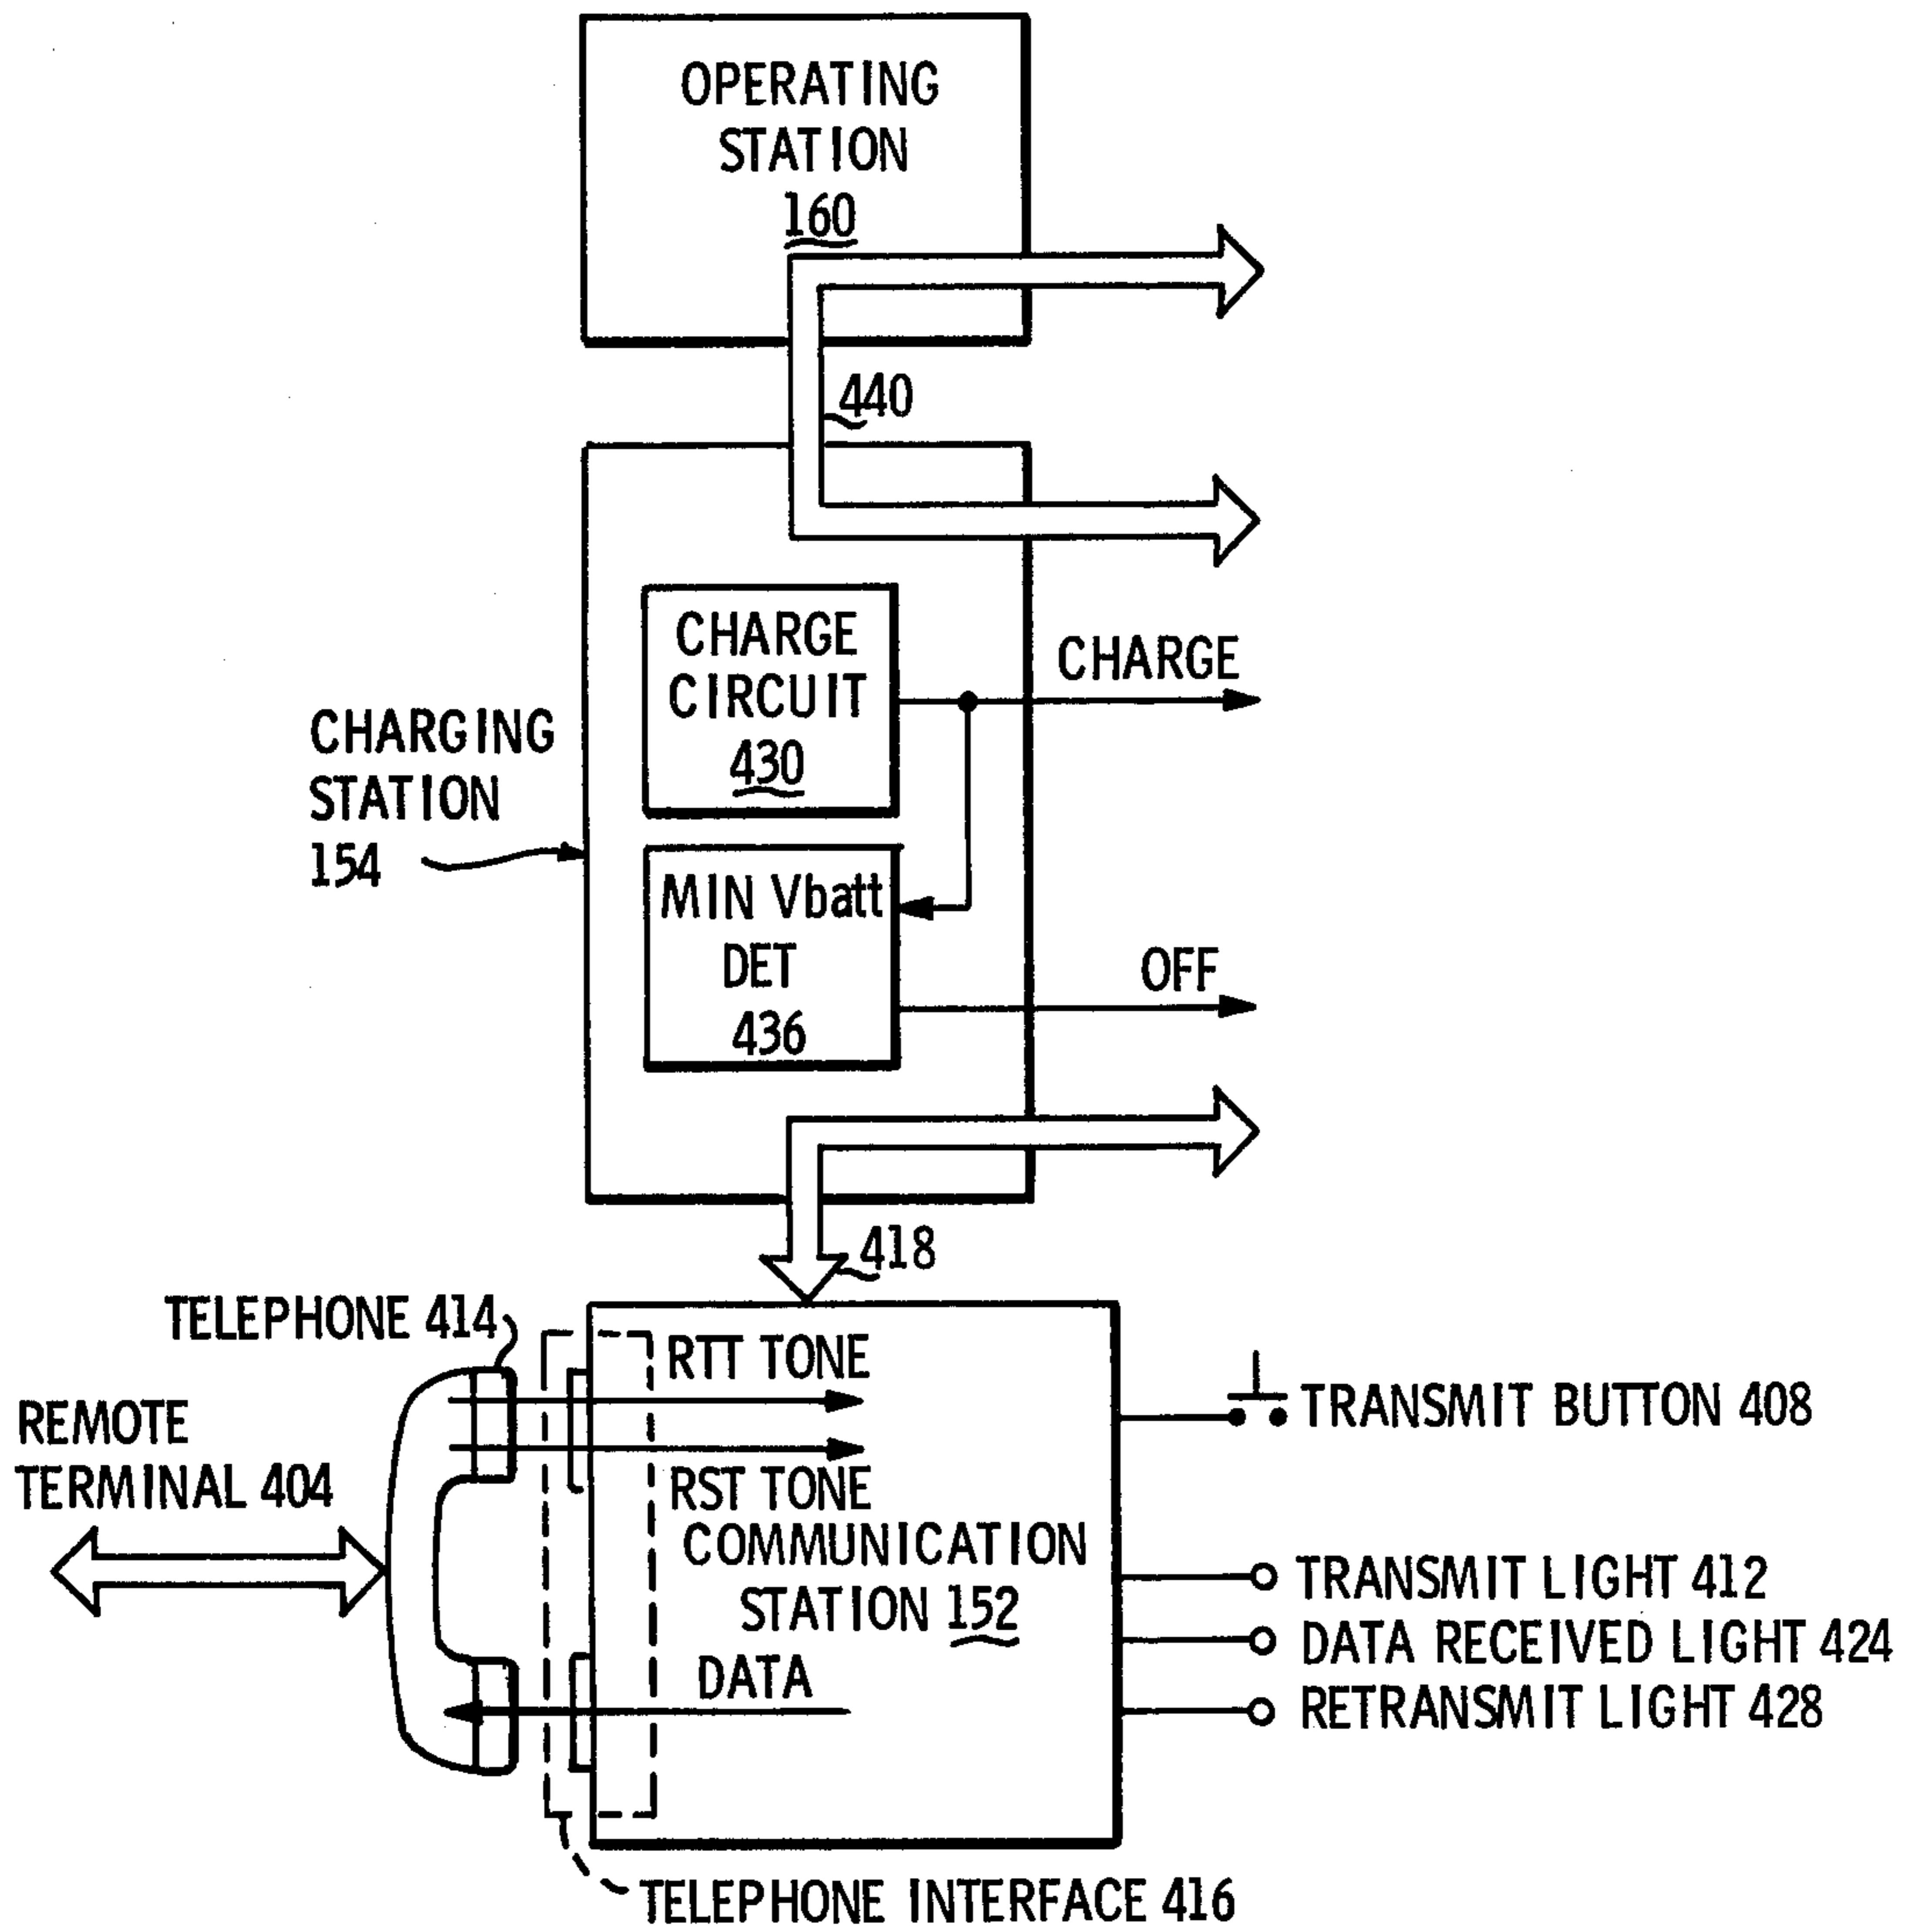 OPERATING
STATION
160
440
CHARGE
CIRCUIT
430
CHARGE
CHARGING
STATION
154
MIN Vbatt
DET
436
OFF
418
TELEPHONE 414
RTT TONE
REMOTE
TERMINAL 404
RST TONE
COMMUNICATION
STATION 152
DATA
TRANSMIT BUTTON 408
TRANSMIT LIGHT 412
DATA RECEIVED LIGHT 424
RETRANSMIT LIGHT 428
TELEPHONE INTERFACE 416